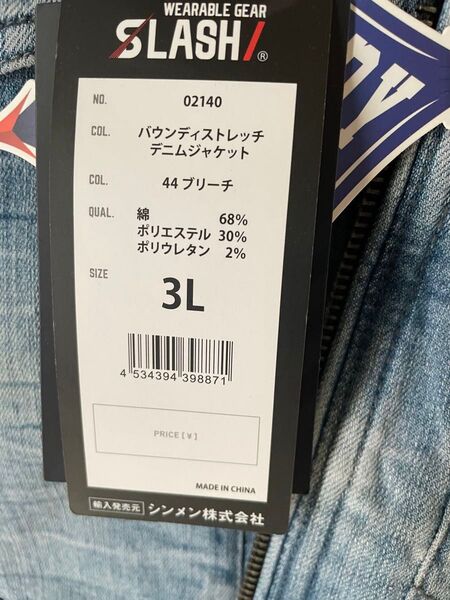 WEARABLE GEAR
SLASH/®
NO. 02140
COL. バウンディストレッチ
デニムジャケット
COL. 44 ブリーチ
QUAL. 綿 68%
ポリエステル 30%
ポリウレタン 2%
SIZE 3L
4 534394 398871
PRICE [ ¥ ]
MADE IN CHINA
輸入発売元 シンメン株式会社